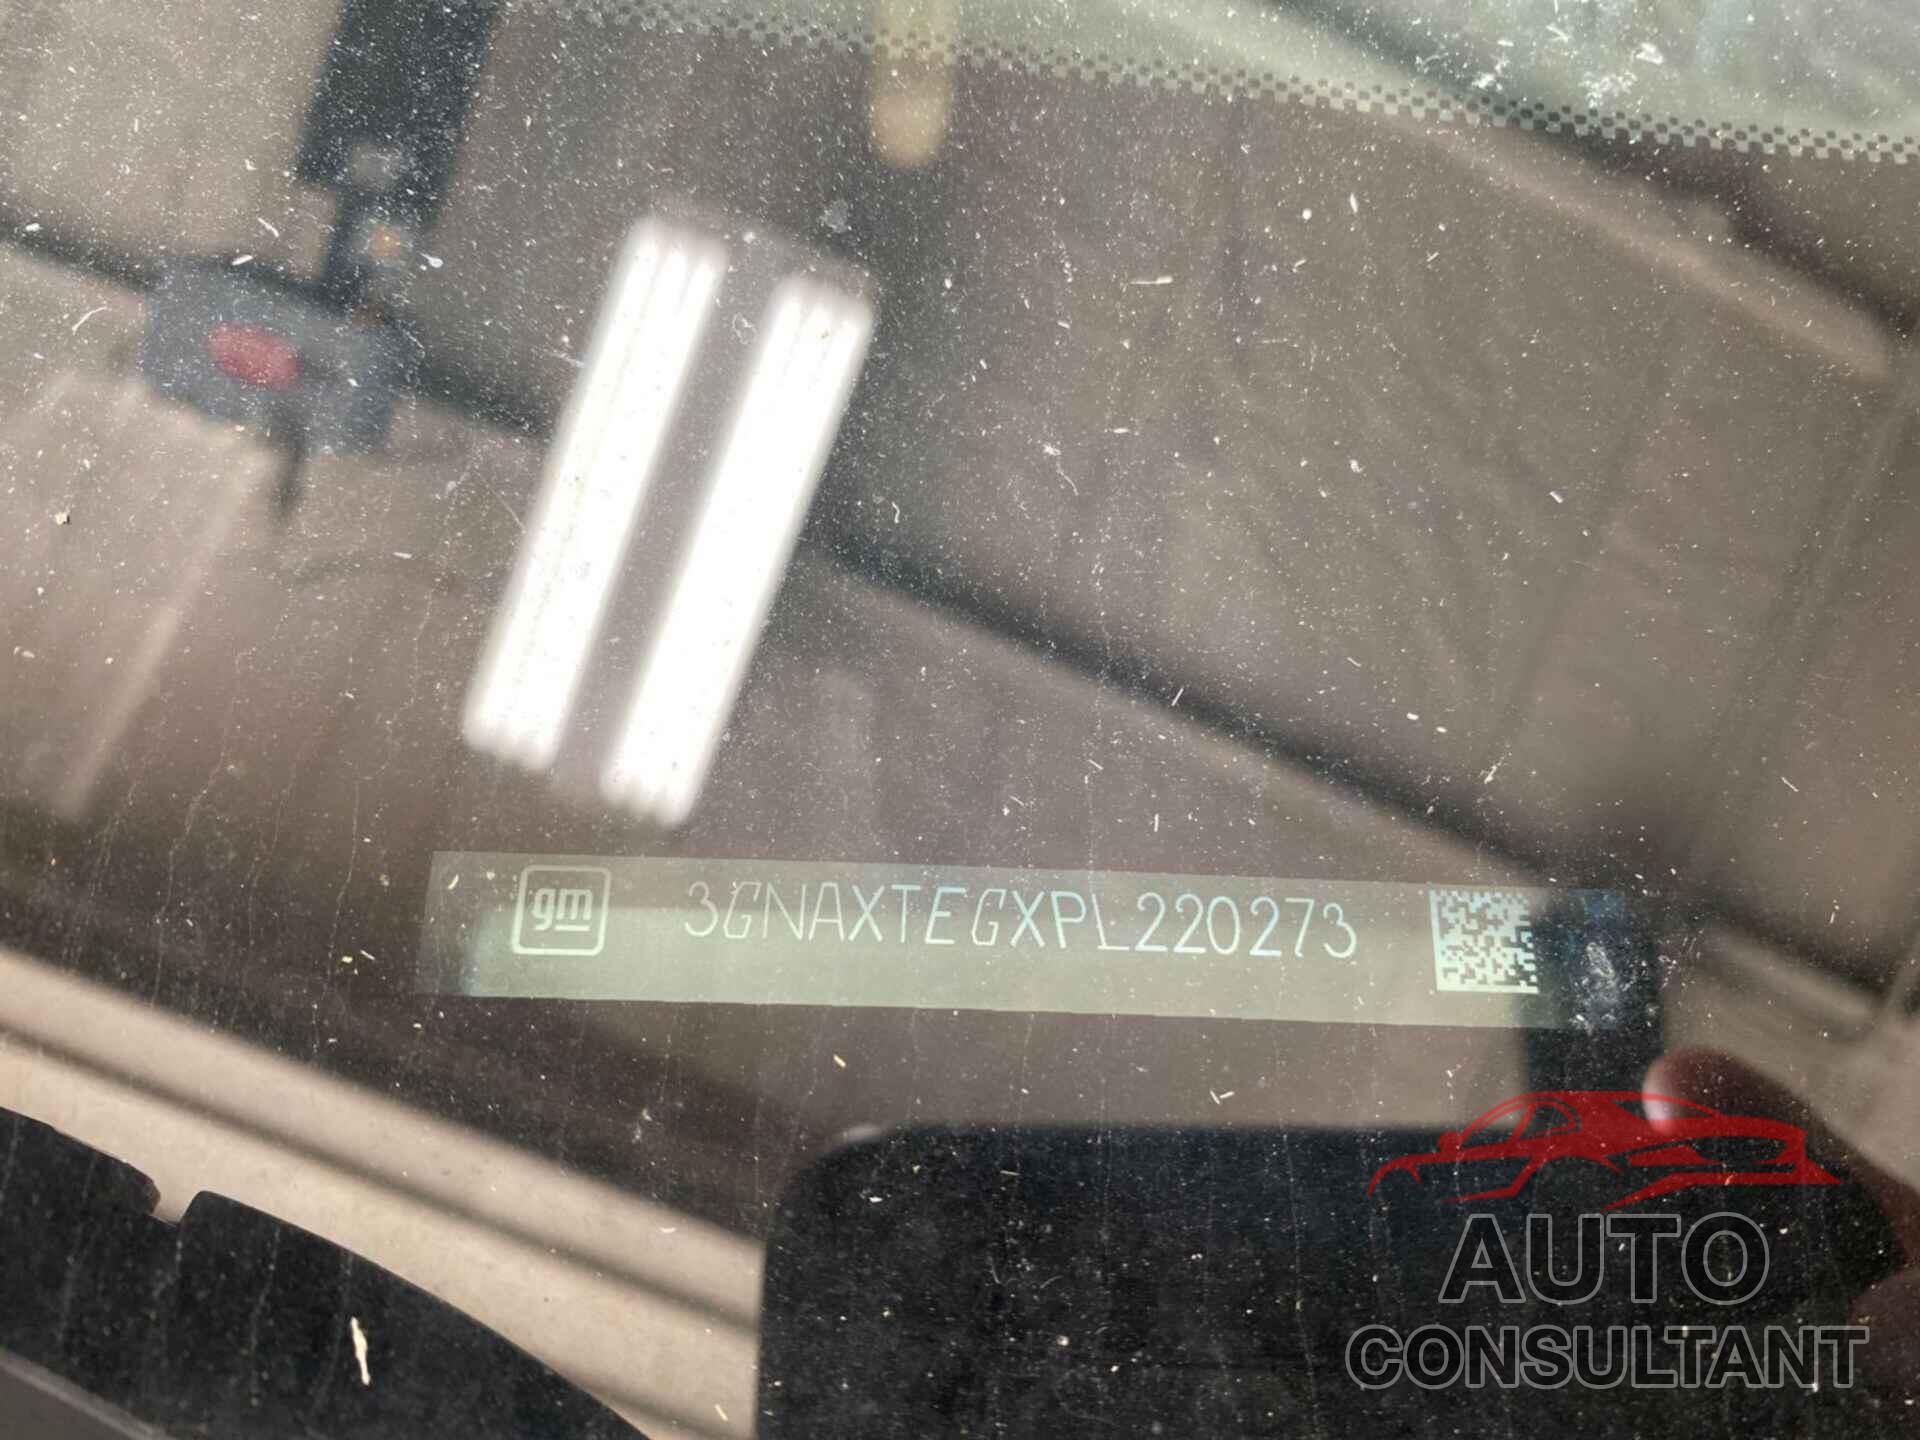 gm 3GNAXTEGXPL220273
AUTO
CONSULTANT